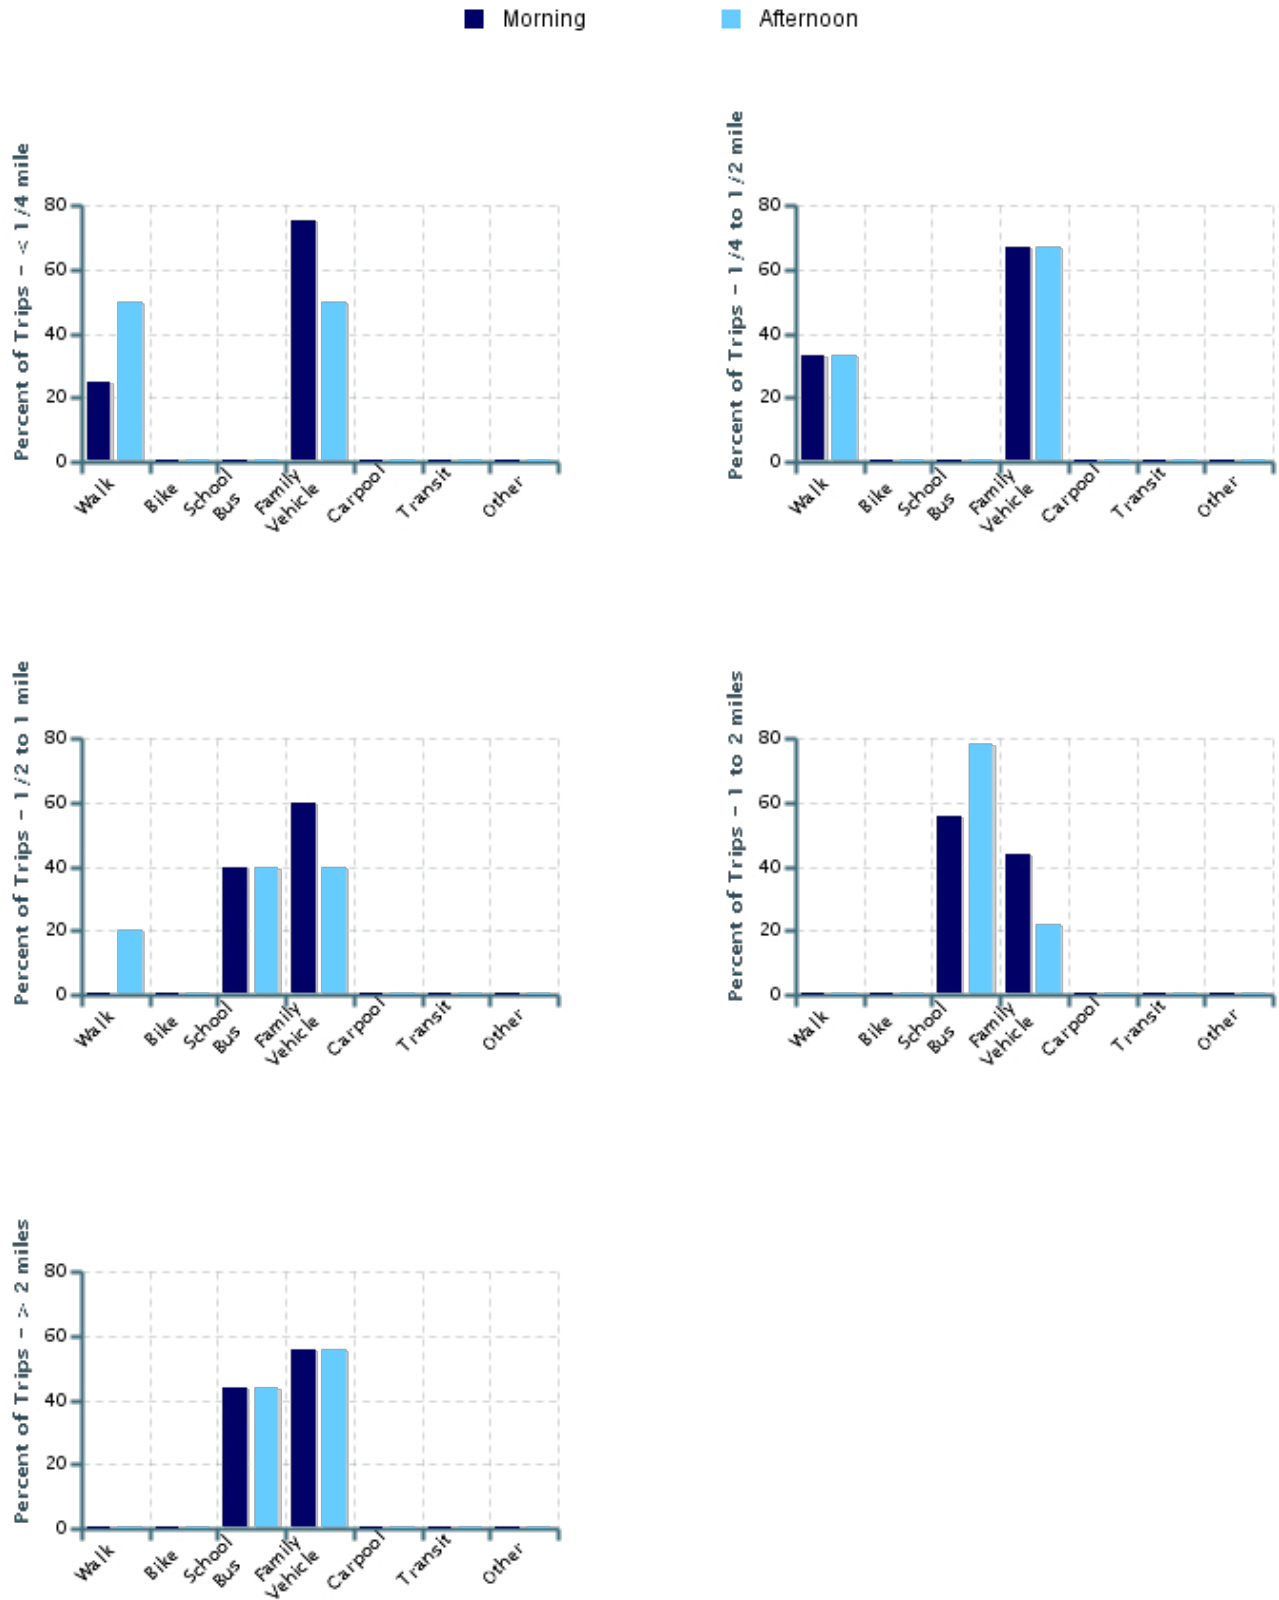 Morning Afternoon
Percent of Trips - < 1/4 mile
80
60
40
20
0
Walk
Bike
School
Bus
Family
Vehicle
Carpool
Transit
Other
Percent of Trips - 1/4 to 1/2 mile
80
60
40
20
0
Walk
Bike
School
Bus
Family
Vehicle
Carpool
Transit
Other
Percent of Trips - 1/2 to 1 mile
80
60
40
20
0
Walk
Bike
School
Bus
Family
Vehicle
Carpool
Transit
Other
Percent of Trips - 1 to 2 miles
80
60
40
20
0
Walk
Bike
School
Bus
Family
Vehicle
Carpool
Transit
Other
Percent of Trips - > 2 miles
80
60
40
20
0
Walk
Bike
School
Bus
Family
Vehicle
Carpool
Transit
Other